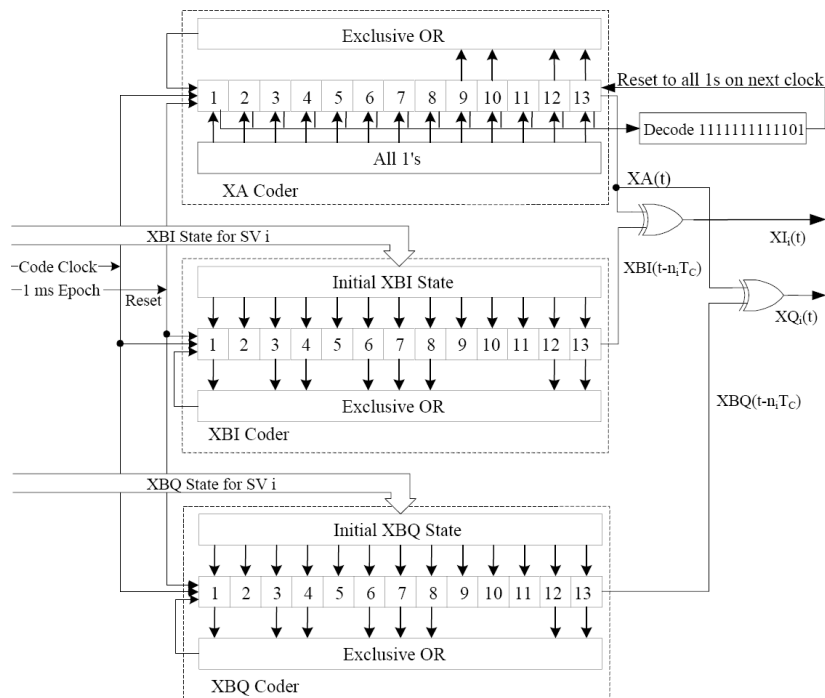 Exclusive OR
1 2 3 4 5 6 7 8 9 10 11 12 13
Reset to all 1s on next clock
Decode 1111111111101
All 1's
XA Coder
XA(t)
XBI State for SV i
XIi(t)
Code Clock
1 ms Epoch
Reset
Initial XBI State
XBI(t-niTC)
XQi(t)
1 2 3 4 5 6 7 8 9 10 11 12 13
Exclusive OR
XBI Coder
XBQ(t-niTC)
XBQ State for SV i
Initial XBQ State
1 2 3 4 5 6 7 8 9 10 11 12 13
Exclusive OR
XBQ Coder